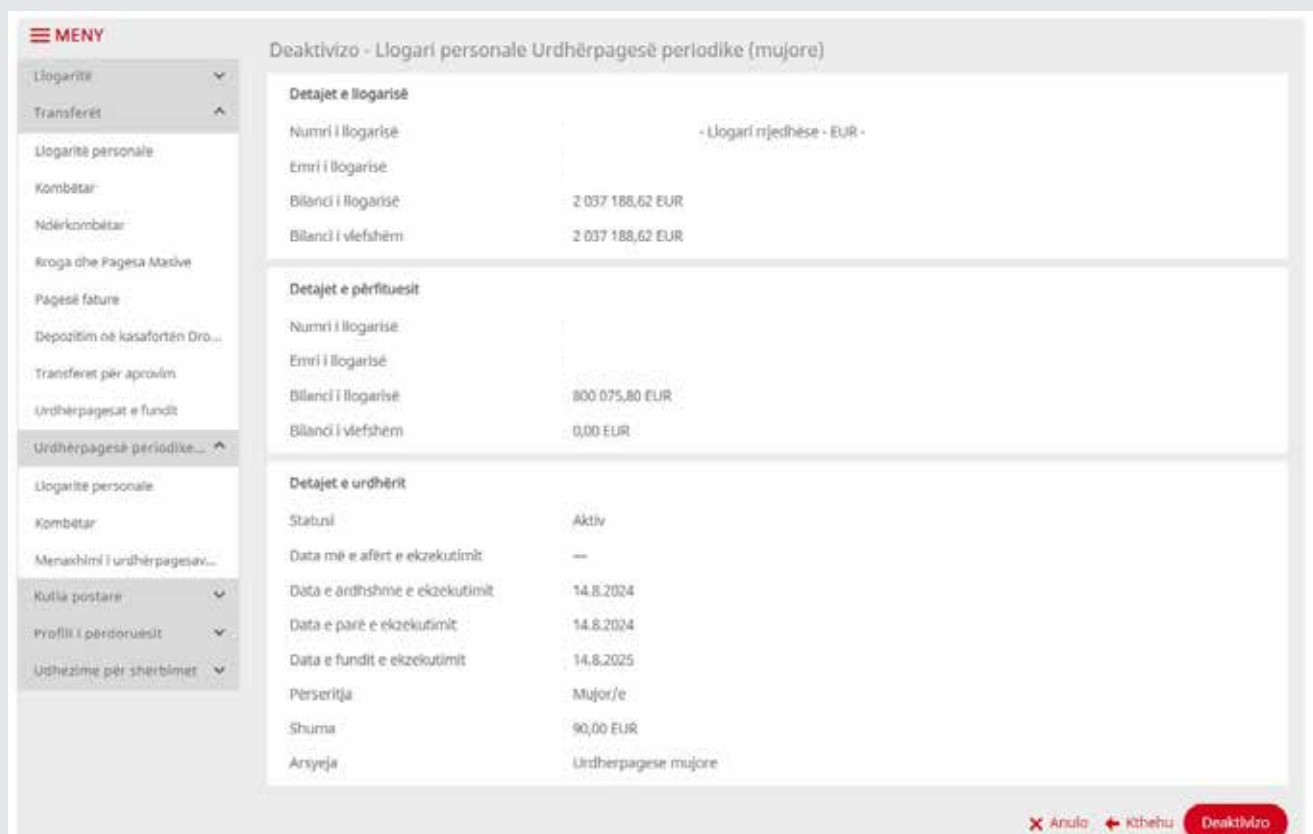 MENY
Llogaritë
Transferët
Llogaritë personale
Kombëtar
Ndërkombëtar
Rroga dhe Pagesa Masive
Pagesë fature
Depozitim në kasafortën Dro...
Transferet për aprovim
Urdhërpagesat e fundit
Urdhërpagesë periodike...
Llogaritë personale
Kombëtar
Menaxhimi i urdhërpagesav...
Kutia postare
Profili i përdoruesit
Udhëzime për shërbimet
Deaktivizo - Llogari personale Urdhërpagesë periodike (mujore)
Detajet e llogarisë
Numri i llogarisë - Llogari rrjedhëse - EUR -
Emri i llogarisë
Bilanci i llogarisë 2 037 188,62 EUR
Bilanci i vlefshëm 2 037 188,62 EUR
Detajet e përfituesit
Numri i llogarisë
Emri i llogarisë
Bilanci i llogarisë 800 075,80 EUR
Bilanci i vlefshëm 0,00 EUR
Detajet e urdhërit
Statusi Aktiv
Data më e afërt e ekzekutimit —
Data e ardhshme e ekzekutimit 14.8.2024
Data e parë e ekzekutimit 14.8.2024
Data e fundit e ekzekutimit 14.8.2025
Përseritja Mujor/e
Shuma 90,00 EUR
Arsyeja Urdherpagese mujore
Anulo Kthehu Deaktivizo